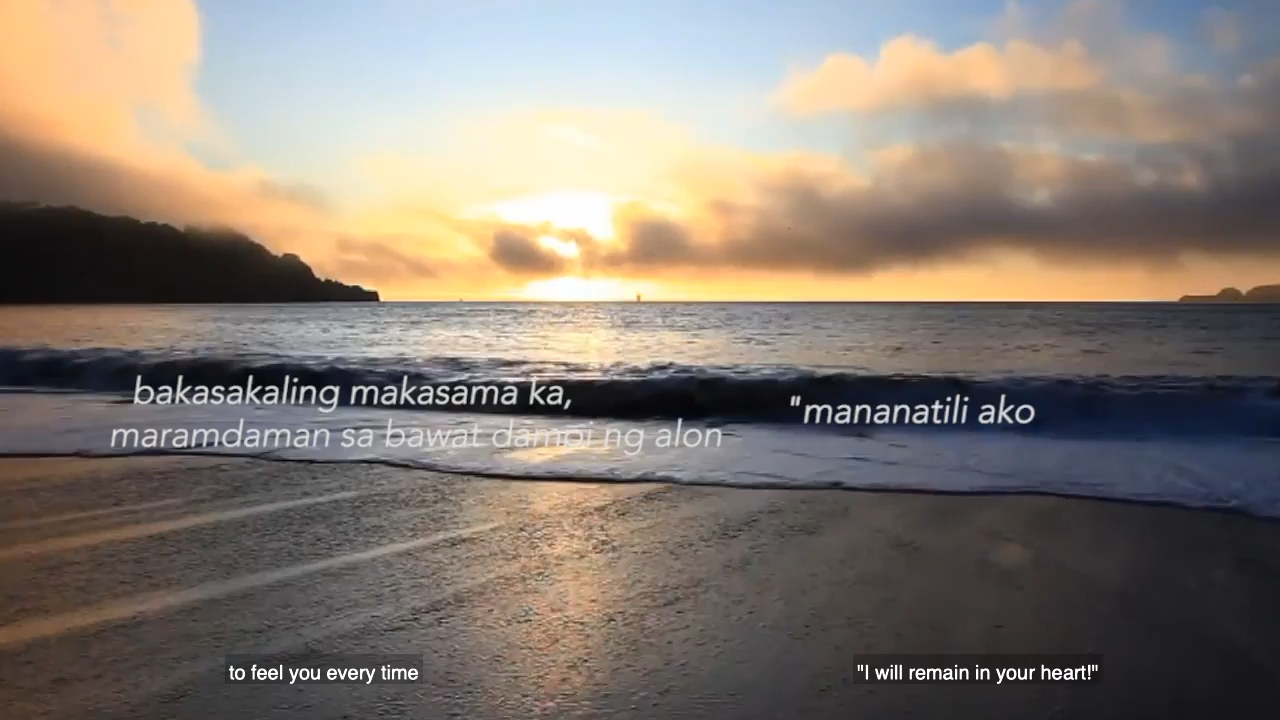 bakasakaling makasama ka,
maramdaman sa bawat damoi ng alon
"mananatili ako
to feel you every time
"I will remain in your heart!"